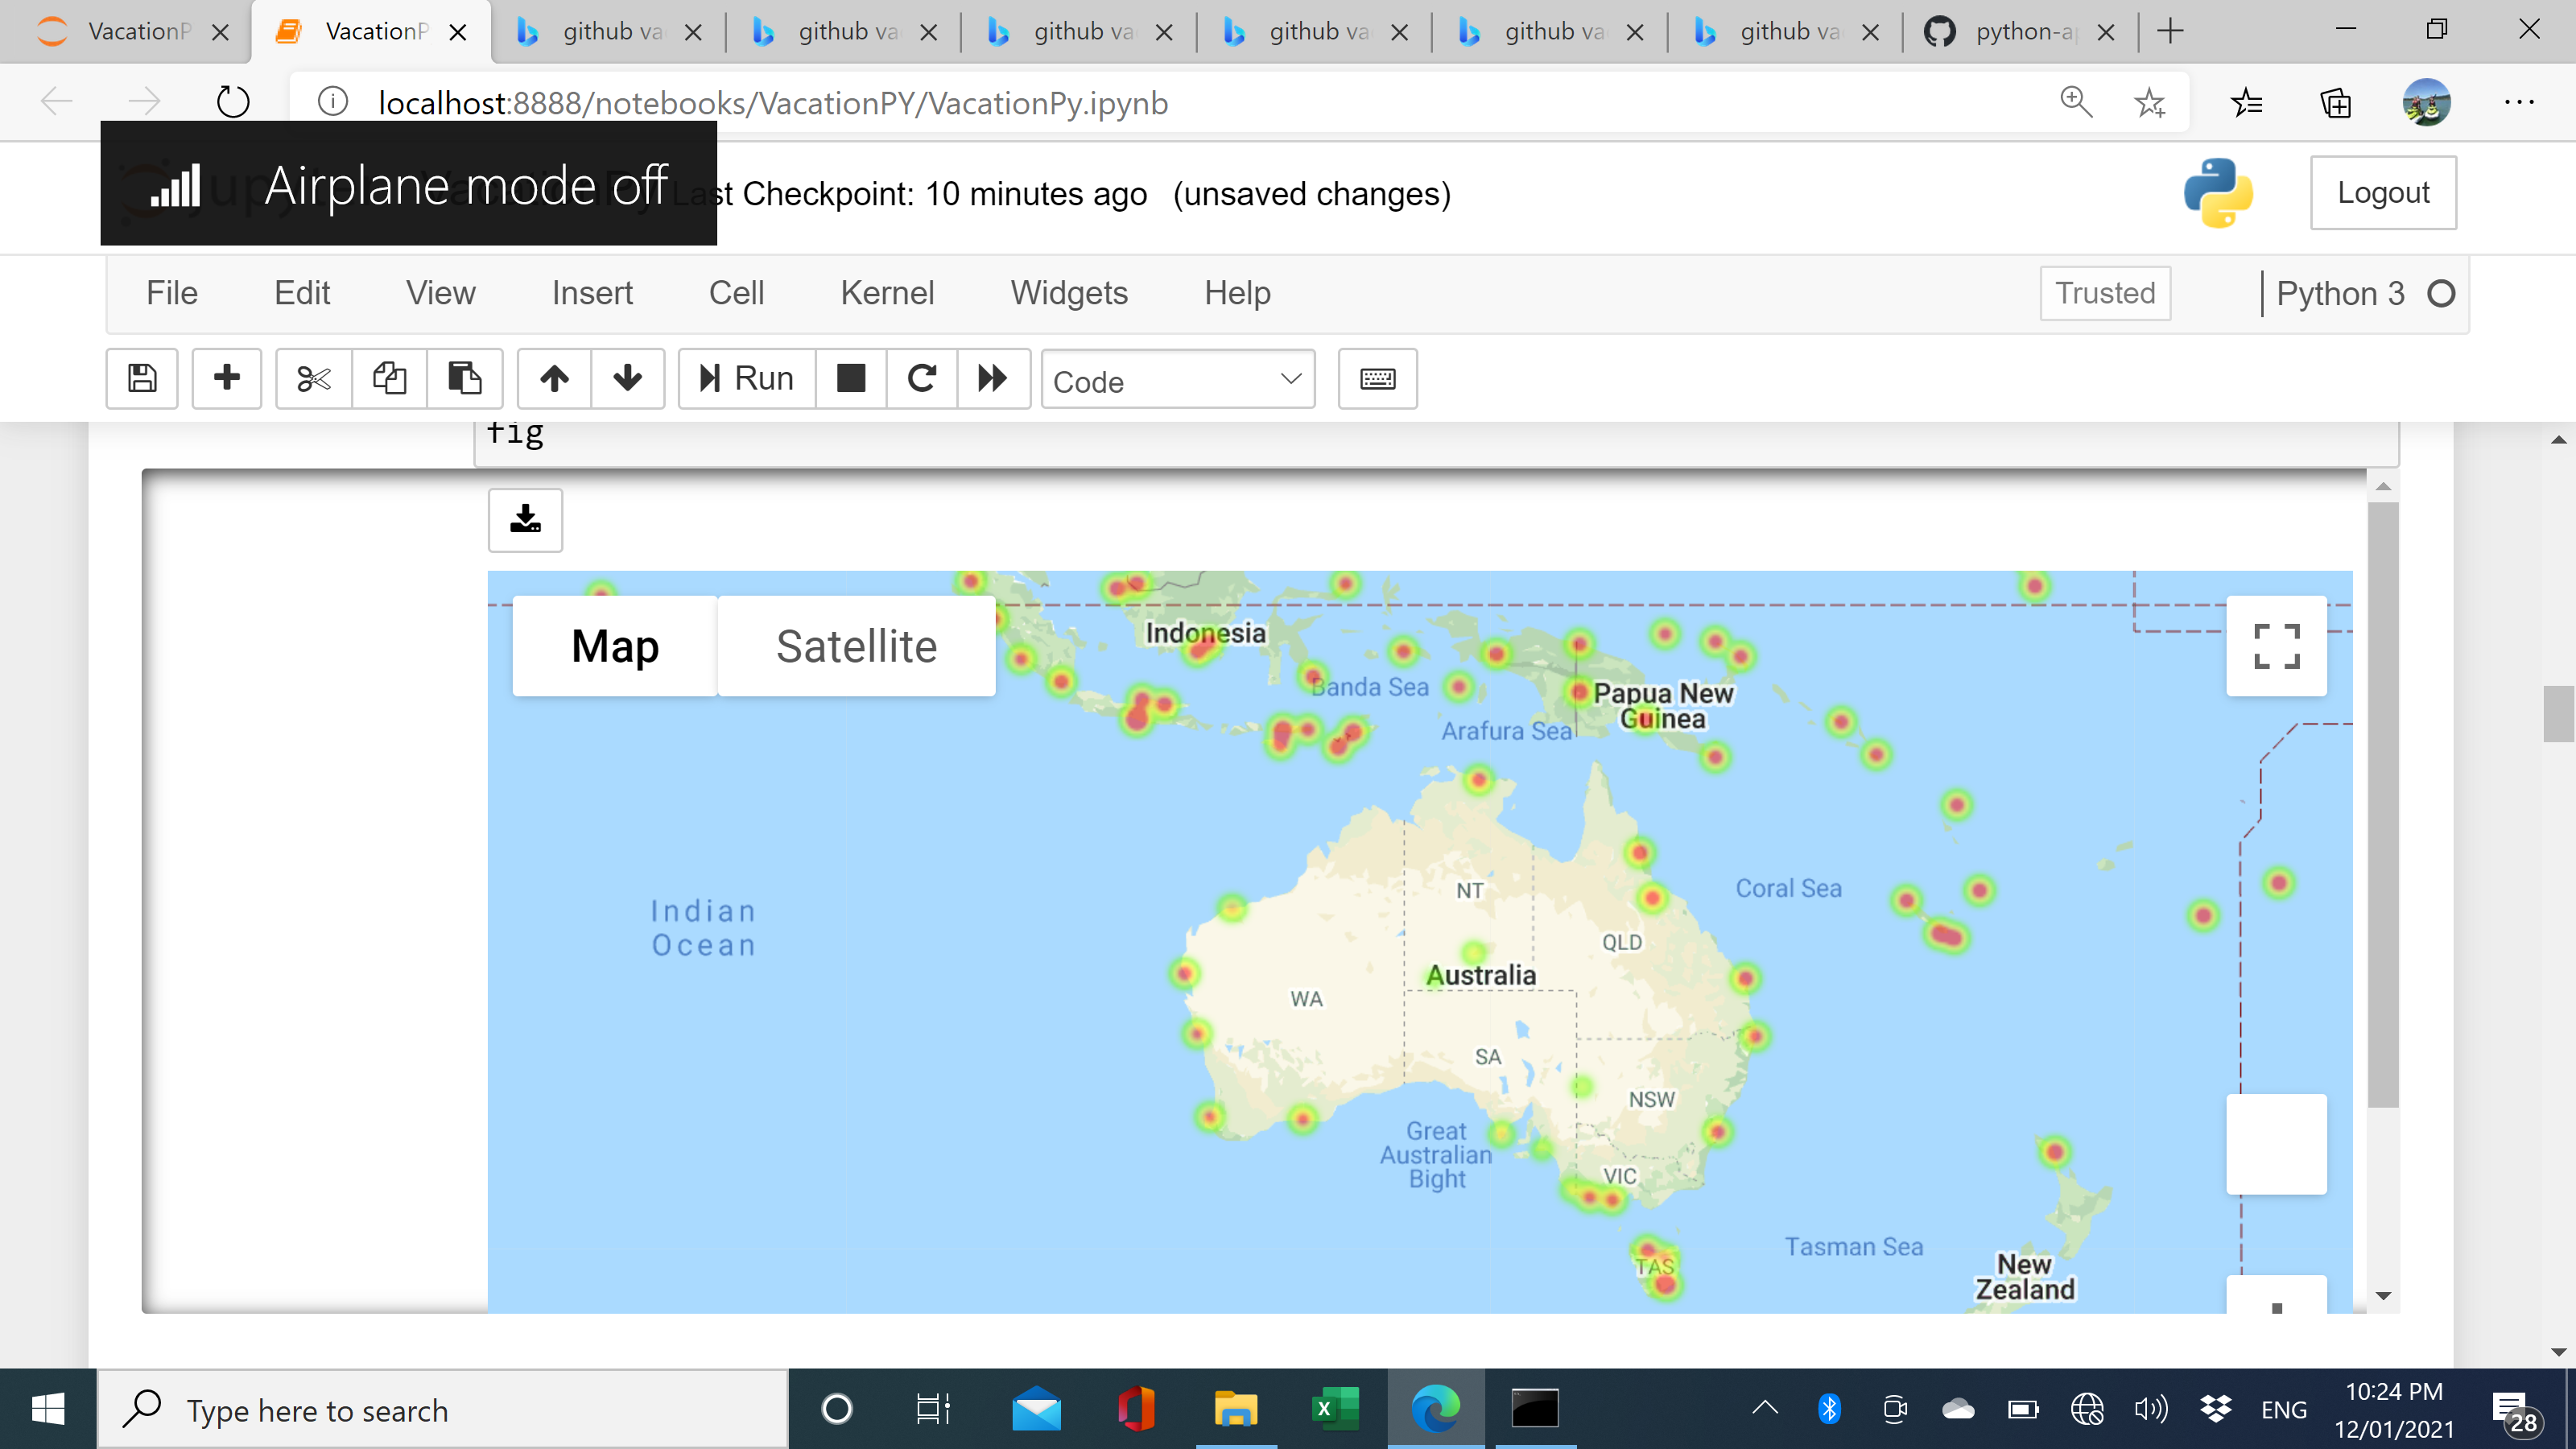 VacationP
VacationP
github va
github va
github va
github va
github va
github va
python-a
localhost:8888/notebooks/VacationPY/VacationPy.ipynb
Airplane mode off
Last Checkpoint: 10 minutes ago (unsaved changes)
Logout
File Edit View Insert Cell Kernel Widgets Help
Trusted
Python 3
Run
Code
fig
Map
Satellite
Indonesia
Banda Sea
Papua New
Guinea
Arafura Sea
Indian
Ocean
NT
Coral Sea
QLD
Australia
WA
SA
NSW
Great
Australian
Bight
VIC
TAS
Tasman Sea
New
Zealand
Type here to search
ENG
10:24 PM
12/01/2021
28